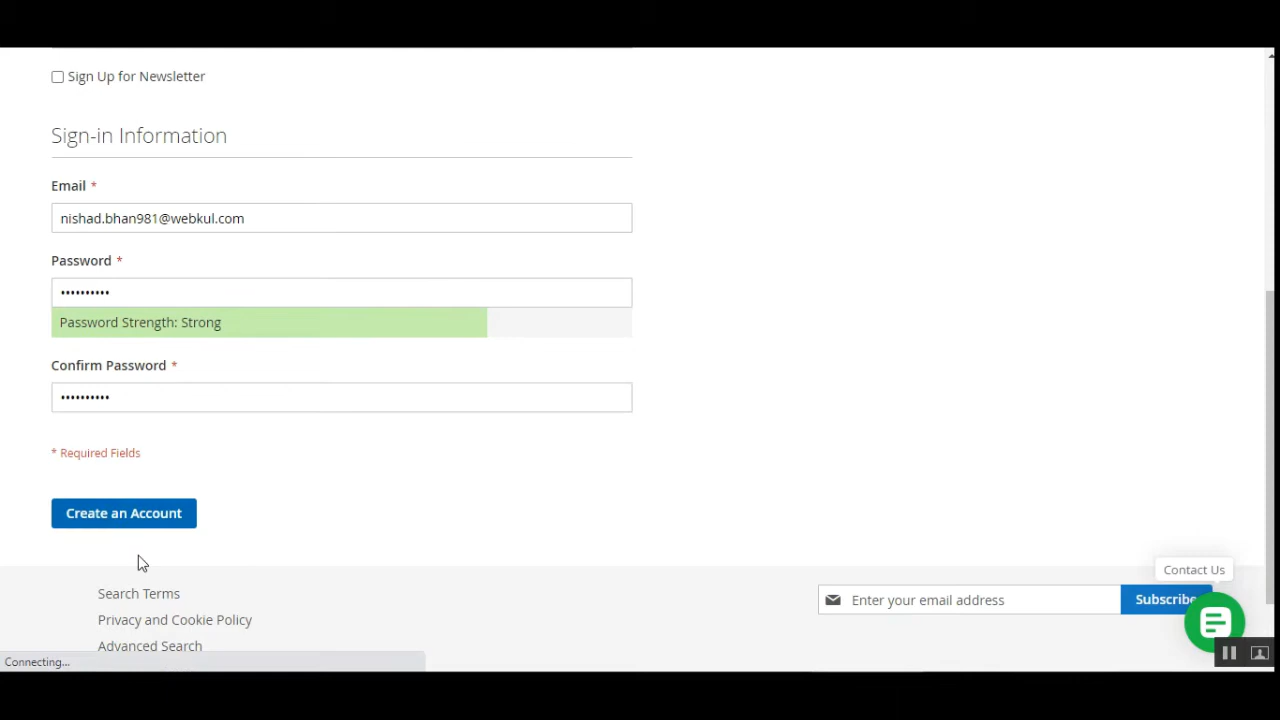 Sign Up for Newsletter
Sign-in Information
Email *
nishad.bhan981@webkul.com
Password *
••••••••••
Password Strength: Strong
Confirm Password *
••••••••••
* Required Fields
Create an Account
Contact Us
Search Terms
Enter your email address
Subscribe
Privacy and Cookie Policy
Advanced Search
Connecting...